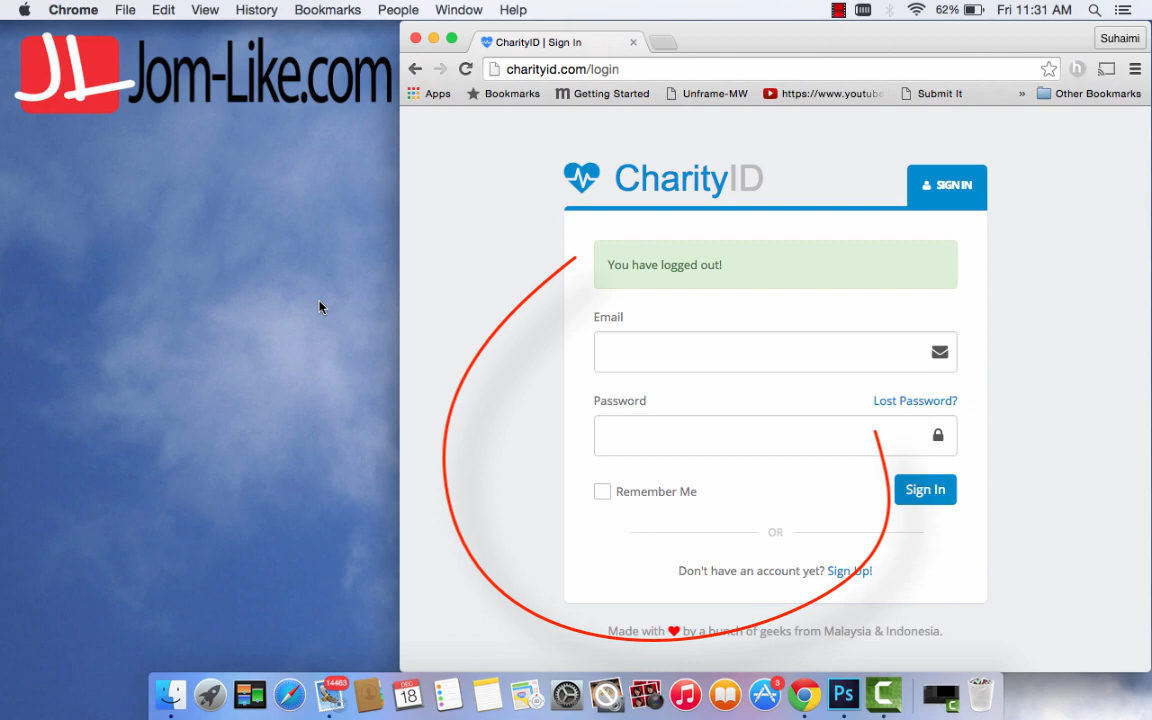 Chrome File Edit View History Bookmarks People Window Help 62% Fri 11:31 AM
JL Jom-Like.com
CharityID | Sign In Suhaimi
charityid.com/login
Apps Bookmarks Getting Started Unframe-MW https://www.youtube Submit It » Other Bookmarks
CharityID
SIGN IN
You have logged out!
Email
Password Lost Password?
Remember Me Sign In
OR
Don't have an account yet? Sign Up!
Made with by a bunch of geeks from Malaysia & Indonesia.
14463 DEC 18 3 Ps C